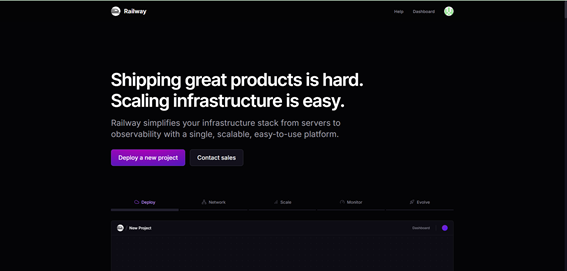 Railway
Help
Dashboard
Shipping great products is hard.
Scaling infrastructure is easy.
Railway simplifies your infrastructure stack from servers to
observability with a single, scalable, easy-to-use platform.
Deploy a new project
Contact sales
Deploy
Network
Scale
Monitor
Evolve
/ New Project
Dashboard